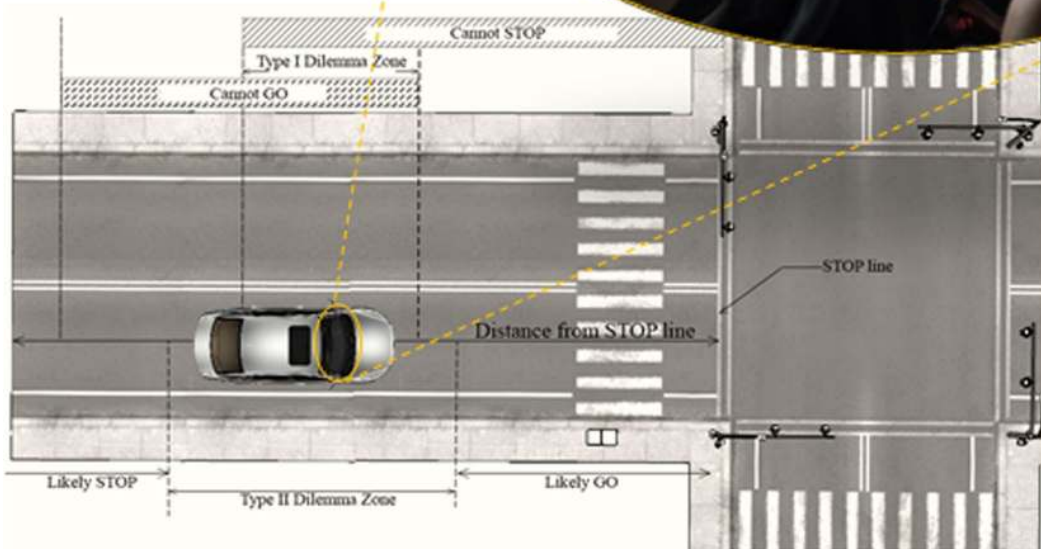 Cannot STOP
Type I Dilemma Zone
Cannot GO
STOP line
Distance from STOP line
Likely STOP
Likely GO
Type II Dilemma Zone